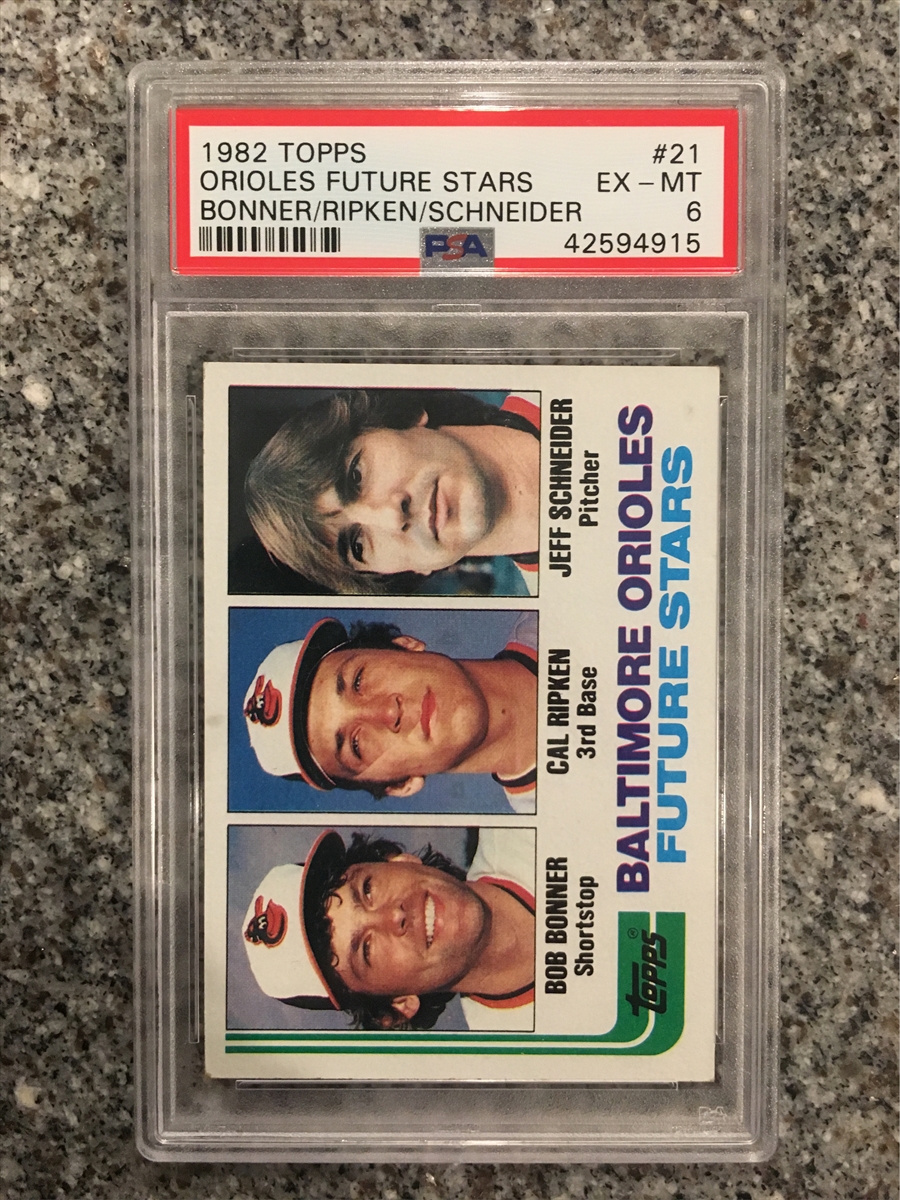 1982 TOPPS #21
ORIOLES FUTURE STARS EX – MT
BONNER/RIPKEN/SCHNEIDER 6
PSA 42594915
BOB BONNER
Shortstop
CAL RIPKEN
3rd Base
JEFF SCHNEIDER
Pitcher
TOPPS®
BALTIMORE ORIOLES
FUTURE STARS